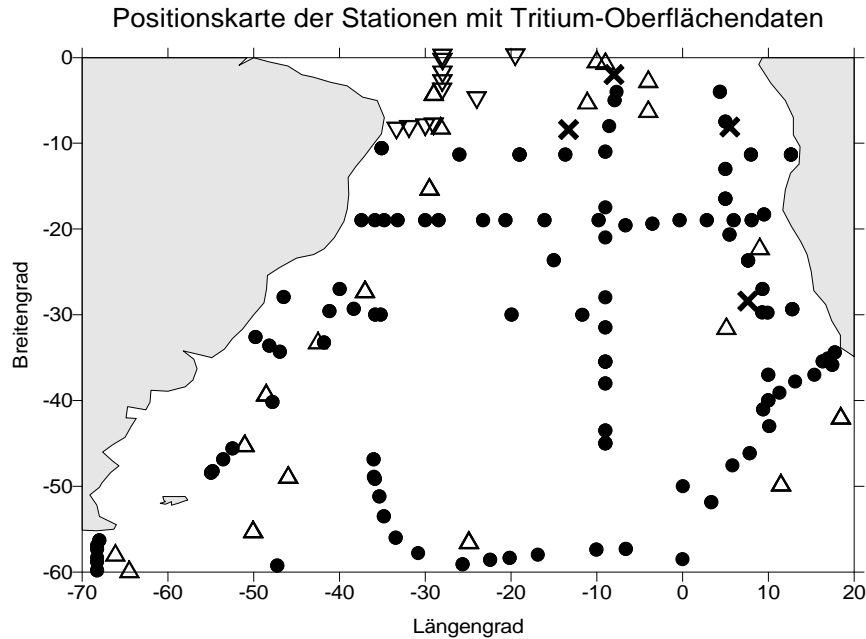 Positionskarte der Stationen mit Tritium-Oberflächendaten
0
-10
-20
-30
-40
-50
-60
Breitengrad
-70 -60 -50 -40 -30 -20 -10 0 10 20
Längengrad